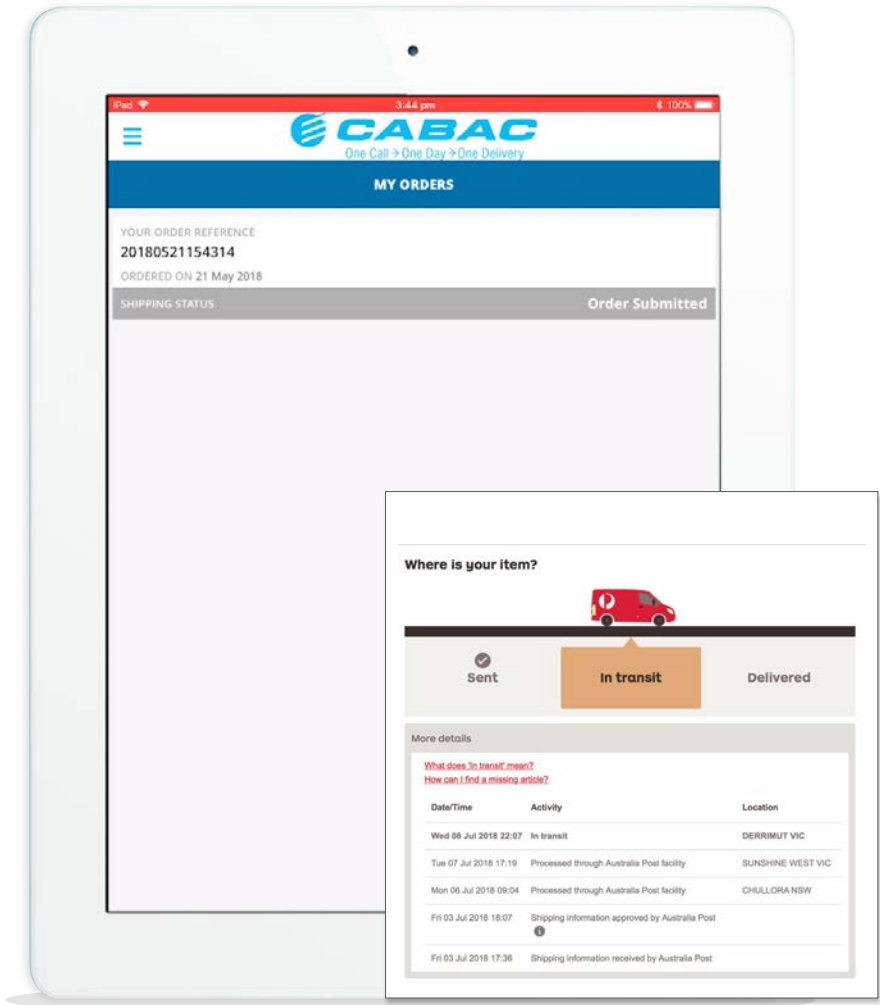 iPad 3:44 pm 100%
CABAC
One Call → One Day → One Delivery
MY ORDERS
YOUR ORDER REFERENCE
20180521154314
ORDERED ON 21 May 2018
SHIPPING STATUS Order Submitted
Where is your item?
Sent In transit Delivered
More details
What does 'In transit' mean?
How can I find a missing article?
Date/Time Activity Location
Wed 08 Jul 2018 22:07 In transit DERRIMUT VIC
Tue 07 Jul 2018 17:19 Processed through Australia Post facility SUNSHINE WEST VIC
Mon 06 Jul 2018 09:04 Processed through Australia Post facility CHULLORA NSW
Fri 03 Jul 2018 18:07 Shipping information approved by Australia Post
Fri 03 Jul 2018 17:36 Shipping information received by Australia Post